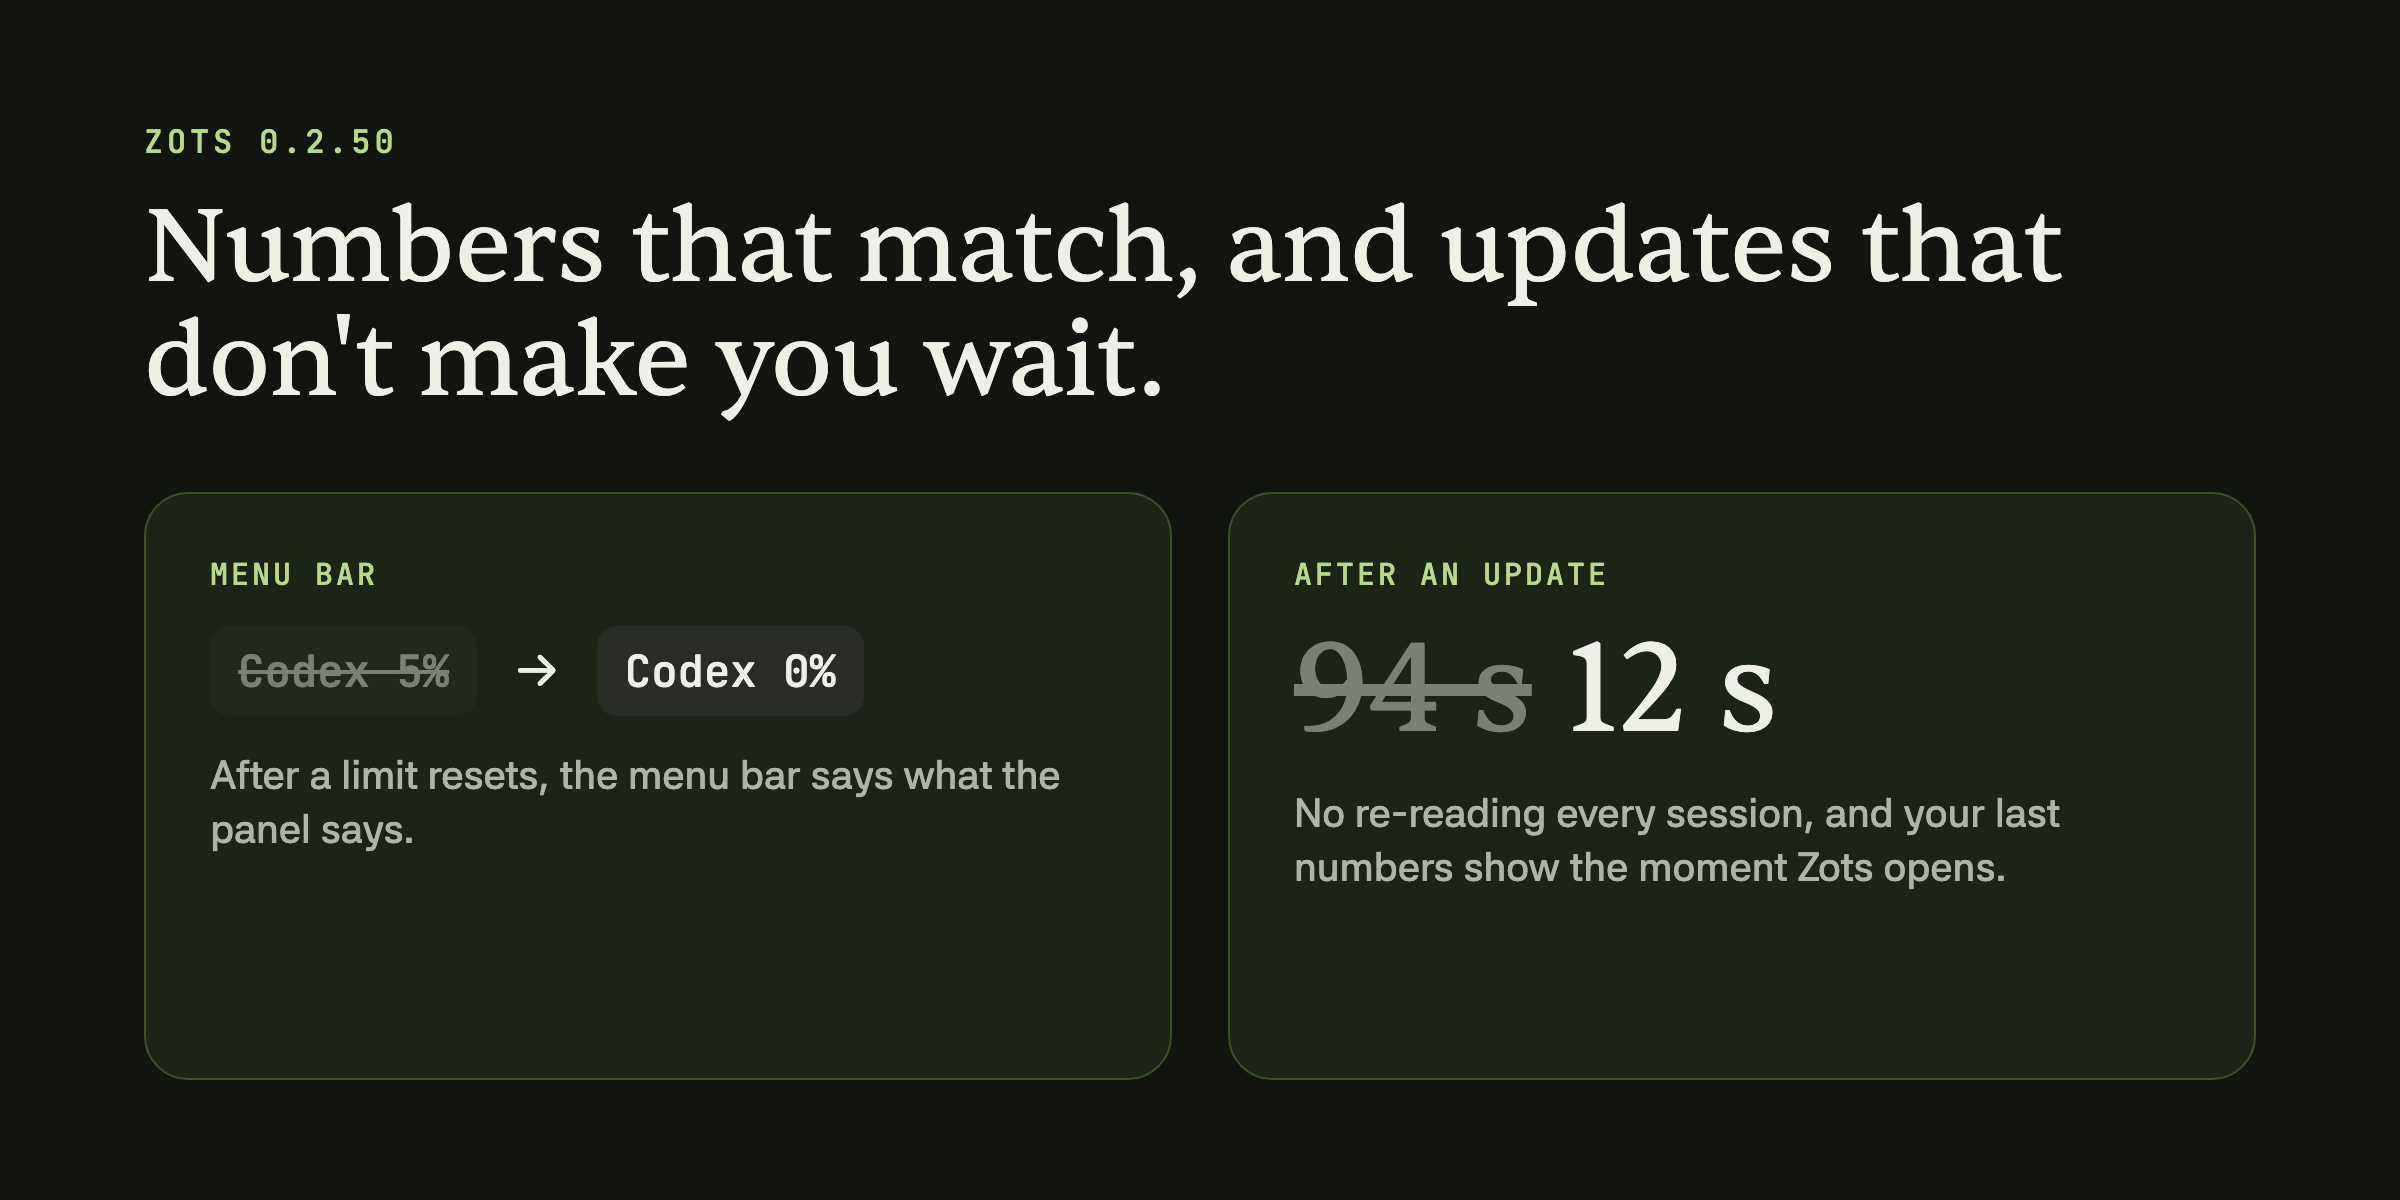 ZOTS 0.2.50
Numbers that match, and updates that
don't make you wait.
MENU BAR
Codex 5% → Codex 0%
After a limit resets, the menu bar says what the
panel says.
AFTER AN UPDATE
94 s 12 s
No re-reading every session, and your last
numbers show the moment Zots opens.